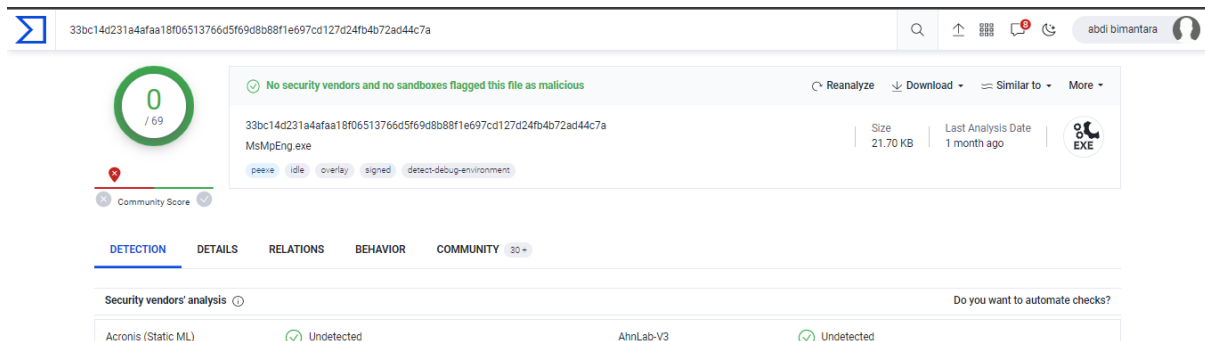 33bc14d231a4afaa18f06513766d5f69d8b88f1e697cd127d24fb4b72ad44c7a
8
abdi bimantara
0
/ 69
No security vendors and no sandboxes flagged this file as malicious
Reanalyze
Download
Similar to
More
33bc14d231a4afaa18f06513766d5f69d8b88f1e697cd127d24fb4b72ad44c7a
MsMpEng.exe
peexe
idle
overlay
signed
detect-debug-environment
Size
21.70 KB
Last Analysis Date
1 month ago
EXE
Community Score
DETECTION
DETAILS
RELATIONS
BEHAVIOR
COMMUNITY
30 +
Security vendors' analysis
Do you want to automate checks?
Acronis (Static ML)
Undetected
AhnLab-V3
Undetected